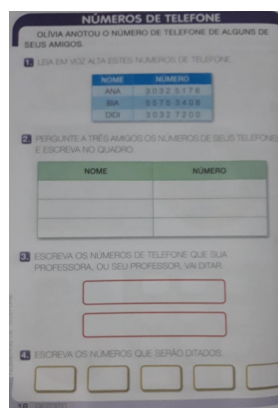 NÚMEROS DE TELEFONE
OLÍVIA ANOTOU O NÚMERO DE TELEFONE DE ALGUNS DE
SEUS AMIGOS.
1. LEIA EM VOZ ALTA ESTES NÚMEROS DE TELEFONE.
NOME NÚMERO
ANA 3032 5176
BIA 5576 3408
DIDI 3032 7200
2. PERGUNTE A TRÊS AMIGOS OS NÚMEROS DE SEUS TELEFONES
E ESCREVA NO QUADRO.
NOME NÚMERO
3. ESCREVA OS NÚMEROS DE TELEFONE QUE SUA
PROFESSORA, OU SEU PROFESSOR, VAI DITAR.
4. ESCREVA OS NÚMEROS QUE SERÃO DITADOS.
18